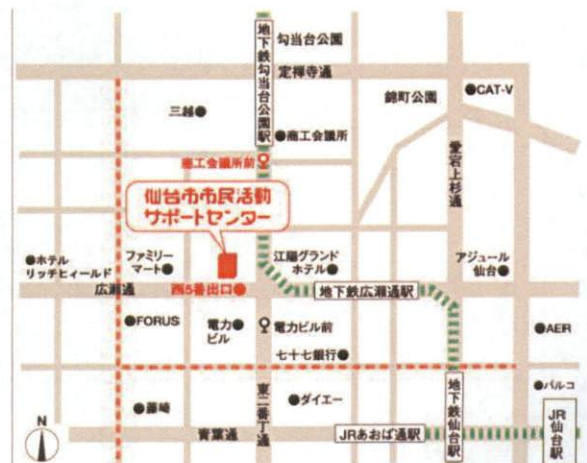 地下鉄勾当台公園駅
勾当台公園
定禅寺通
錦町公園
CAT-V
三越
商工会議所
商工会議所前
愛宕上杉通
仙台市市民活動
サポートセンター
ホテル
リッチヒィールド
ファミリー
マート
江陽グランド
ホテル
アジュール
仙台
広瀬通
西5番出口
地下鉄広瀬通駅
FORUS
電力
ビル
電力ビル前
AER
七十七銀行
東二番丁通
地下鉄仙台駅
パルコ
藤崎
ダイエー
N
青葉通
JRあおば通駅
JR仙台駅